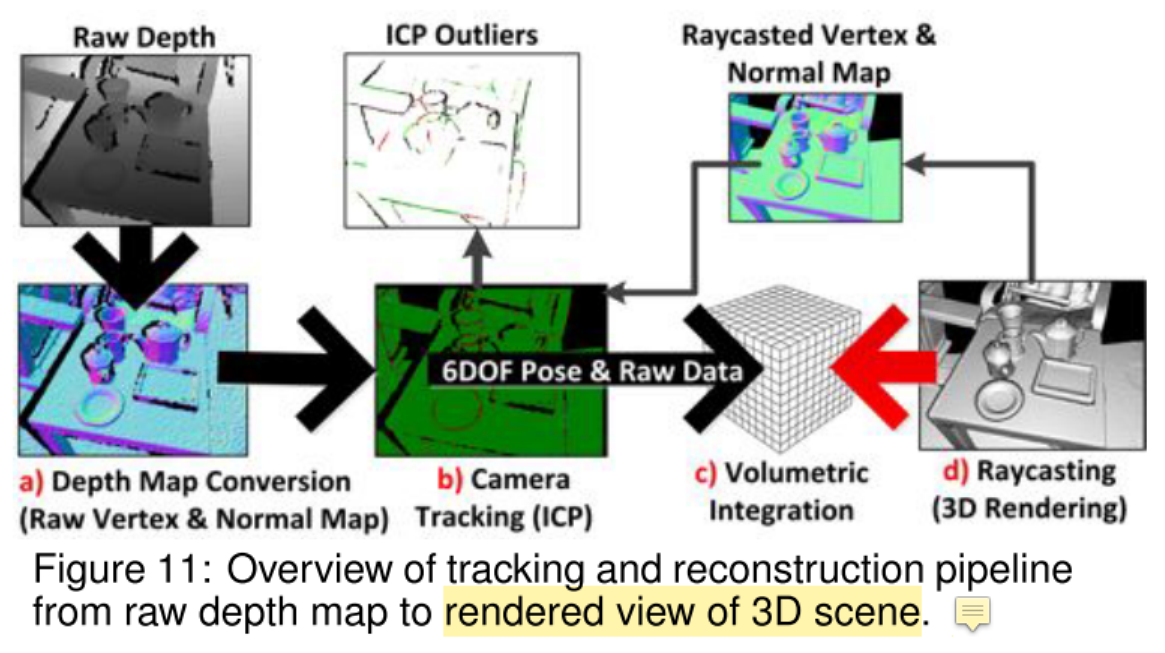 Raw Depth
ICP Outliers
Raycasted Vertex &
Normal Map
6DOF Pose & Raw Data
a) Depth Map Conversion
(Raw Vertex & Normal Map)
b) Camera
Tracking (ICP)
c) Volumetric
Integration
d) Raycasting
(3D Rendering)
Figure 11: Overview of tracking and reconstruction pipeline
from raw depth map to rendered view of 3D scene.